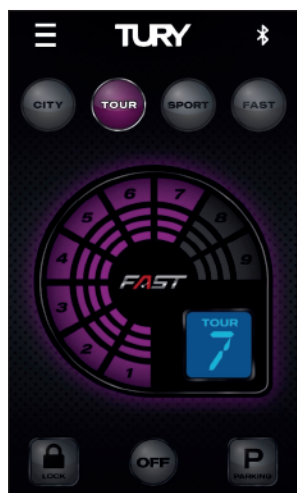 TURY
CITY TOUR SPORT FAST
1 2 3 4 5 6 7 8 9
FAST
TOUR
7
LOCK OFF P PARKING